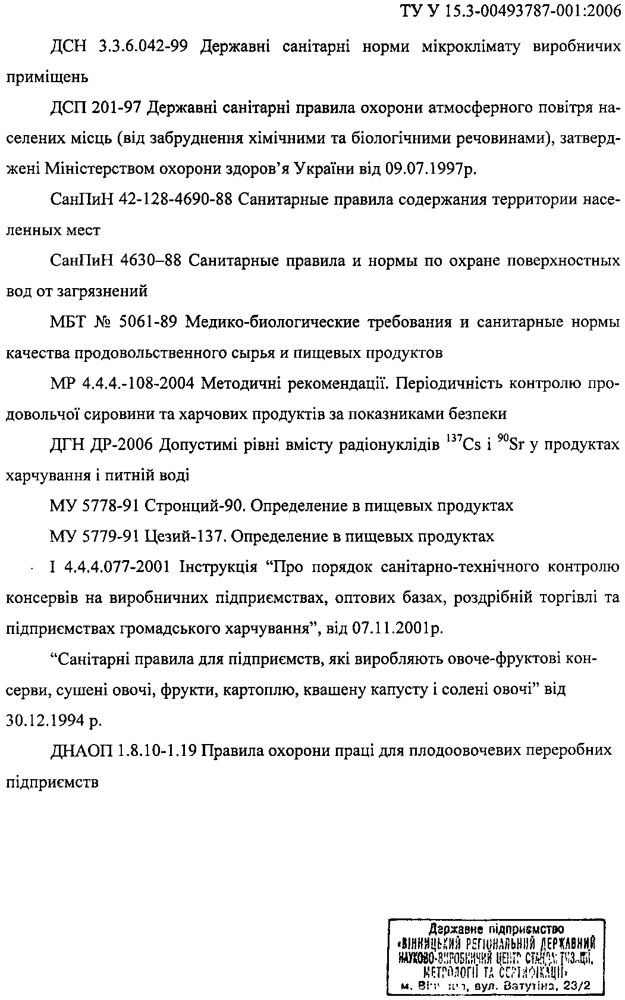 ТУ У 15.3-00493787-001:2006
ДСН 3.3.6.042-99 Державні санітарні норми мікроклімату виробничих
приміщень
ДСП 201-97 Державні санітарні правила охорони атмосферного повітря на-
селених місць (від забруднення хімічними та біологічними речовинами), затверд-
жені Міністерством охорони здоров’я України від 09.07.1997р.
СанПиН 42-128-4690-88 Санитарные правила содержания территории насе-
ленных мест
СанПиН 4630–88 Санитарные правила и нормы по охране поверхностных
вод от загрязнений
МБТ № 5061-89 Медико-биологические требования и санитарные нормы
качества продовольственного сырья и пищевых продуктов
МР 4.4.4.-108-2004 Методичні рекомендації. Періодичність контролю про-
довольчої сировини та харчових продуктів за показниками безпеки
ДГН ДР-2006 Допустимі рівні вмісту радіонуклідів ¹³⁷Cs і ⁹⁰Sr у продуктах
харчування і питній воді
МУ 5778-91 Стронций-90. Определение в пищевых продуктах
МУ 5779-91 Цезий-137. Определение в пищевых продуктах
І 4.4.4.077-2001 Інструкція “Про порядок санітарно-технічного контролю
консервів на виробничних підприємствах, оптових базах, роздрібній торгівлі та
підприємствах громадського харчування”, від 07.11.2001р.
“Санітарні правила для підприємств, які виробляють овоче-фруктові кон-
серви, сушені овочі, фрукти, картоплю, квашену капусту і солені овочі” від
30.12.1994 р.
ДНАОП 1.8.10-1.19 Правила охорони праці для плодоовочевих переробних
підприємств
Державне підприємство
«ВІННИЦЬКИЙ РЕГІОНАЛЬНИЙ ДЕРЖАВНИЙ
НАУКОВО-ВИРОБНИЧИЙ ЦЕНТР СТАНДАРТИЗАЦІЇ,
МЕТРОЛОГІЇ ТА СЕРТИФІКАЦІЇ»
м. вул. Ватутіна, 23/2